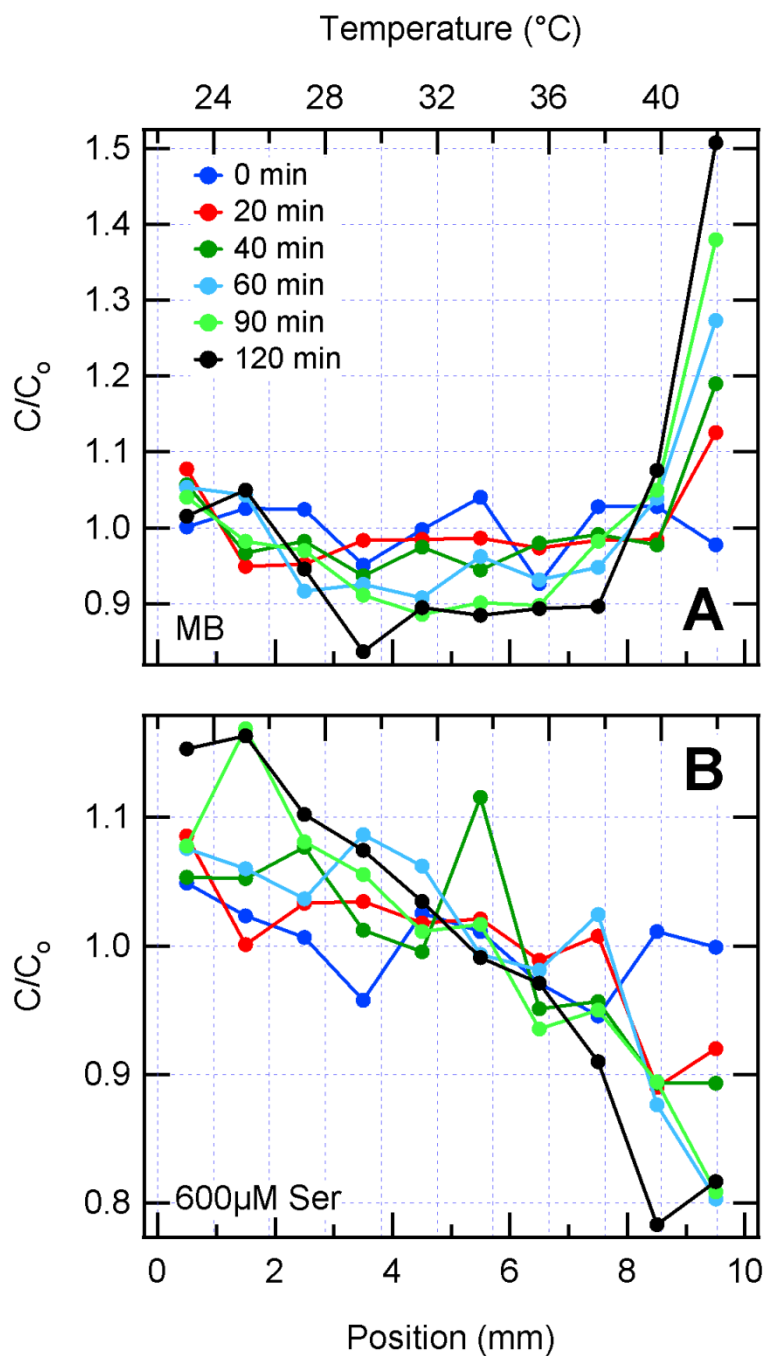 Temperature (°C)
24 28 32 36 40
1.5
1.4
1.3
1.2
1.1
1.0
0.9
C/Co
0 min
20 min
40 min
60 min
90 min
120 min
MB
A
1.1
1.0
0.9
0.8
C/Co
B
600µM Ser
0 2 4 6 8 10
Position (mm)